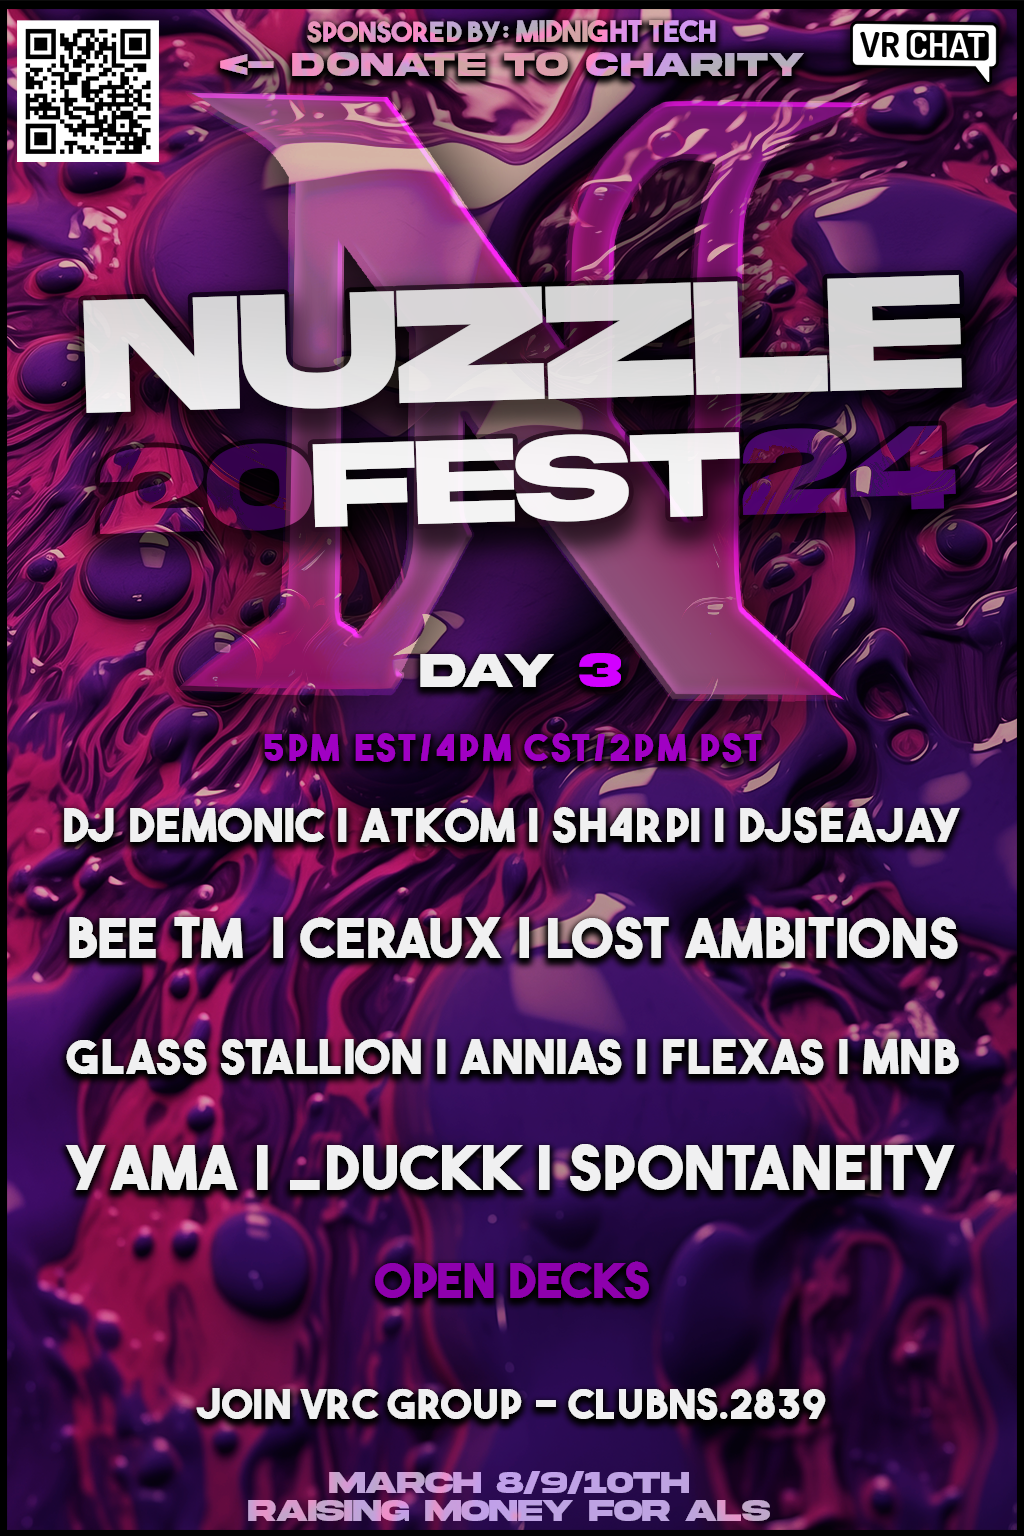 SPONSORED BY: MIDNIGHT TECH
<- DONATE TO CHARITY
VRCHAT
N
NUZZLE
20FEST24
DAY 3
5PM EST/4PM CST/2PM PST
DJ DEMONIC | ATKOM | SH4RPI | DJSEAJAY
BEE TM | CERAUX | LOST AMBITIONS
GLASS STALLION | ANNIAS | FLEXAS | MNB
YAMA | _DUCKK | SPONTANEITY
OPEN DECKS
JOIN VRC GROUP - CLUBNS.2839
MARCH 8/9/10TH
RAISING MONEY FOR ALS